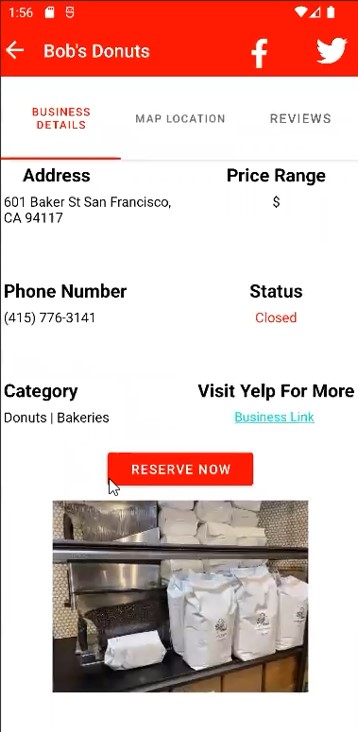 1:56
Bob's Donuts
BUSINESS
DETAILS
MAP LOCATION
REVIEWS
Address
Price Range
601 Baker St San Francisco,
CA 94117
$
Phone Number
Status
(415) 776-3141
Closed
Category
Visit Yelp For More
Donuts | Bakeries
Business Link
RESERVE NOW